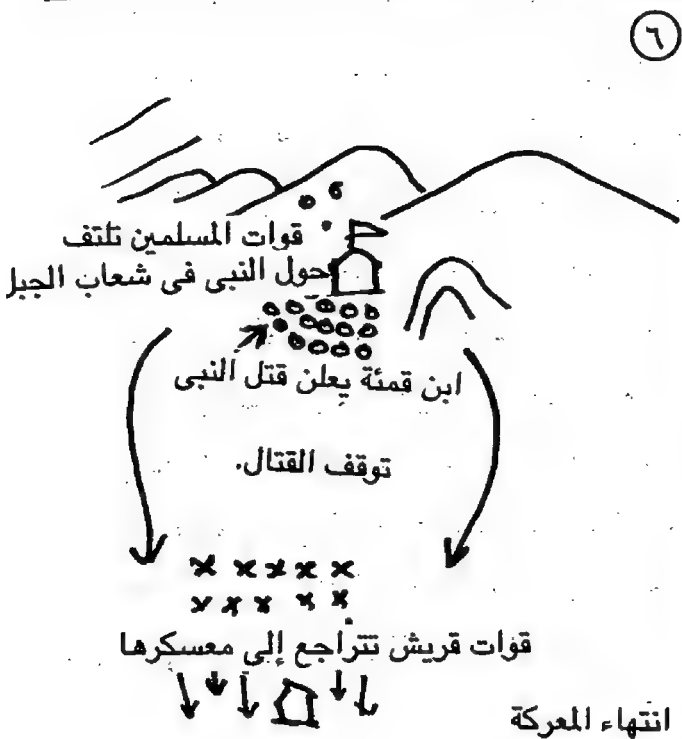 ٦
قوات المسلمين تلتف
حول النبى فى شعاب الجبل
ابن قمئة يعلن قتل النبى
توقف القتال.
قوات قريش تتراجع إلى معسكرها
انتهاء المعركة